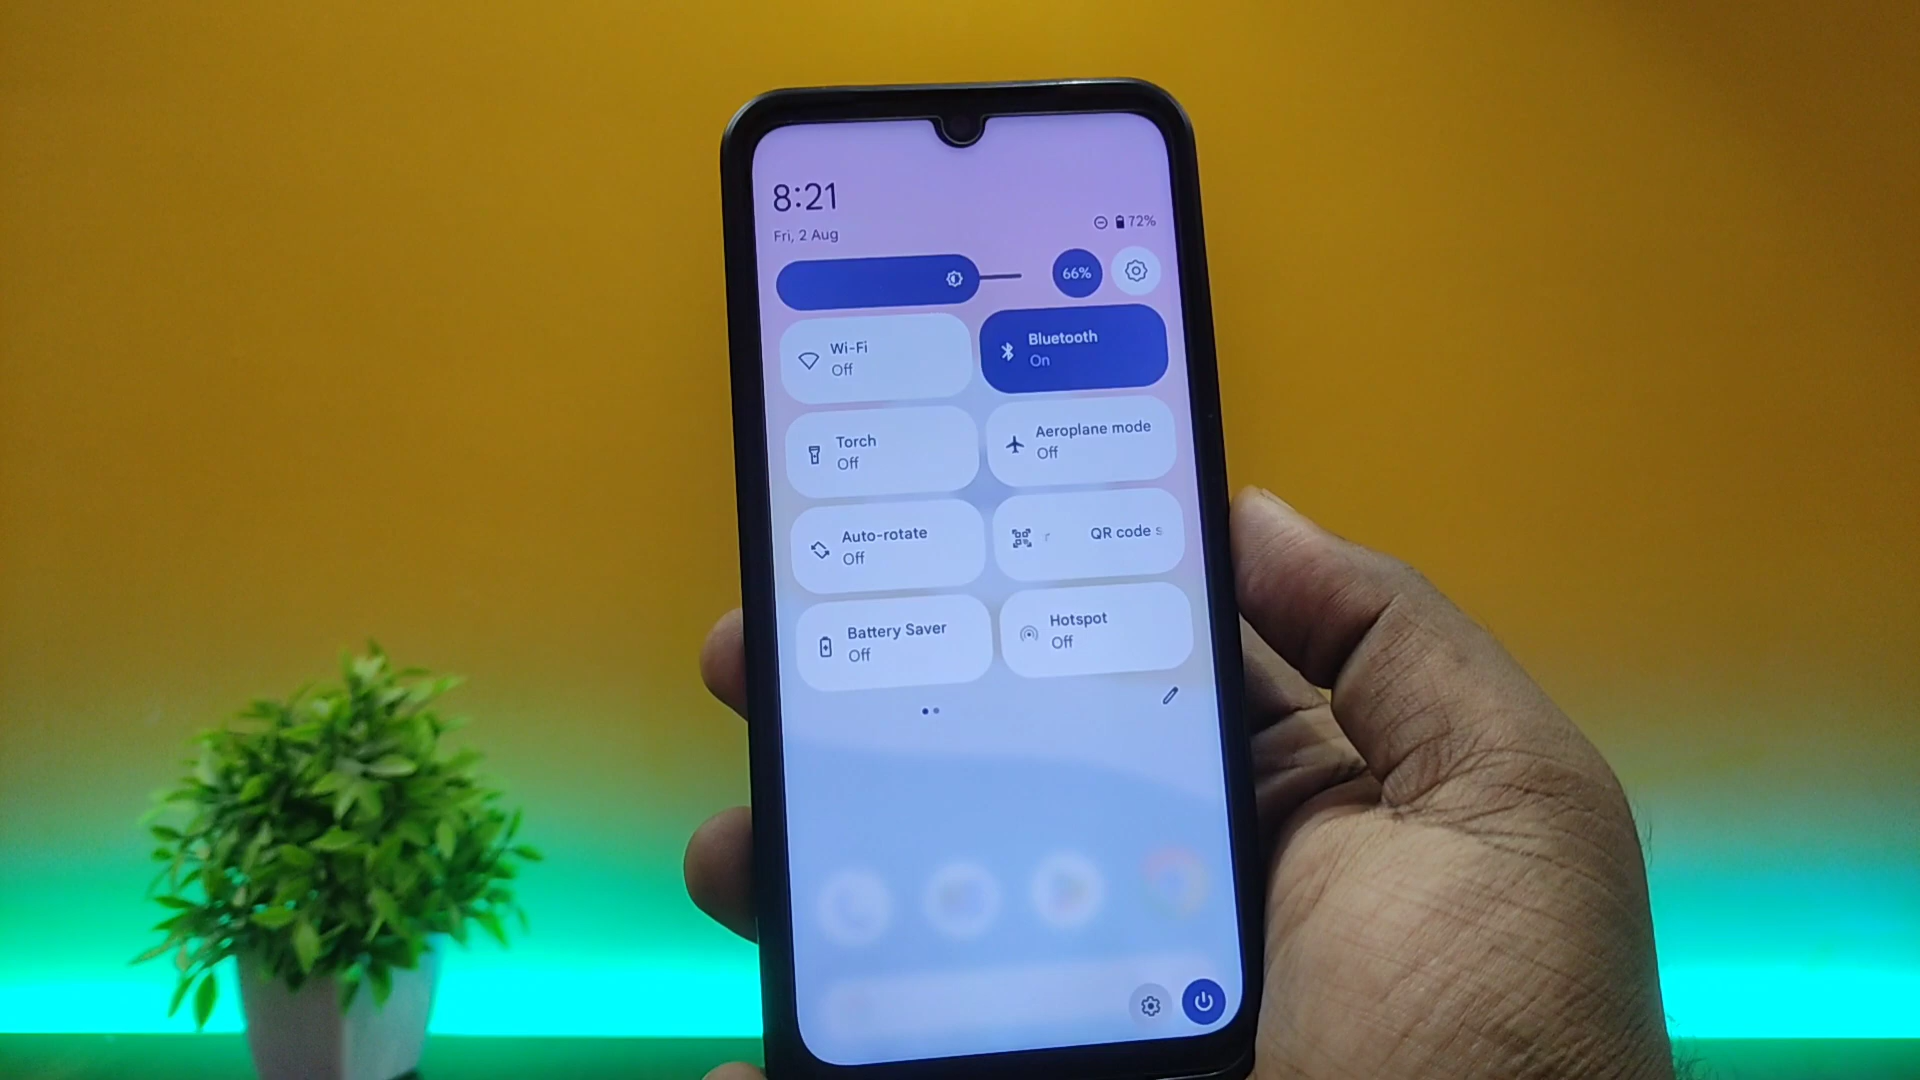 8:21
Fri, 2 Aug
72%
66%
Wi-Fi
Off
Bluetooth
On
Torch
Off
Aeroplane mode
Off
Auto-rotate
Off
r QR code s
Battery Saver
Off
Hotspot
Off